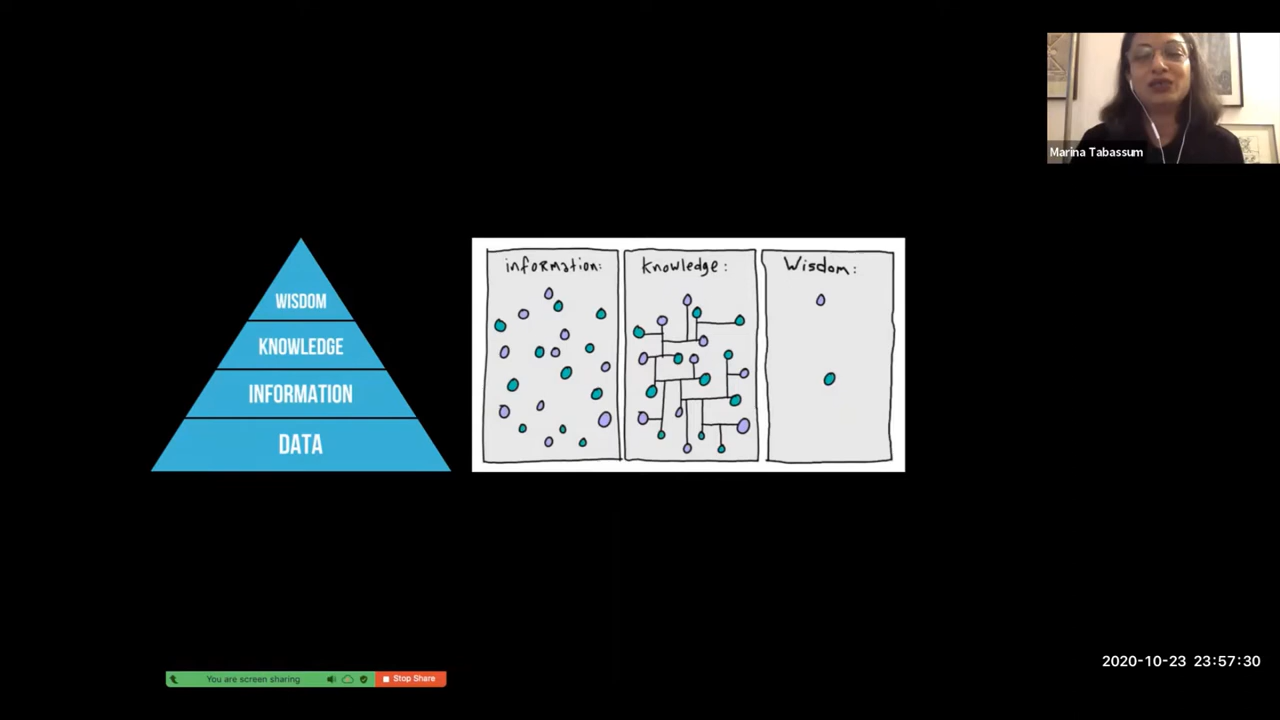 Marina Tabassum
WISDOM
KNOWLEDGE
INFORMATION
DATA
information:
knowledge:
Wisdom:
2020-10-23 23:57:30
You are screen sharing
Stop Share